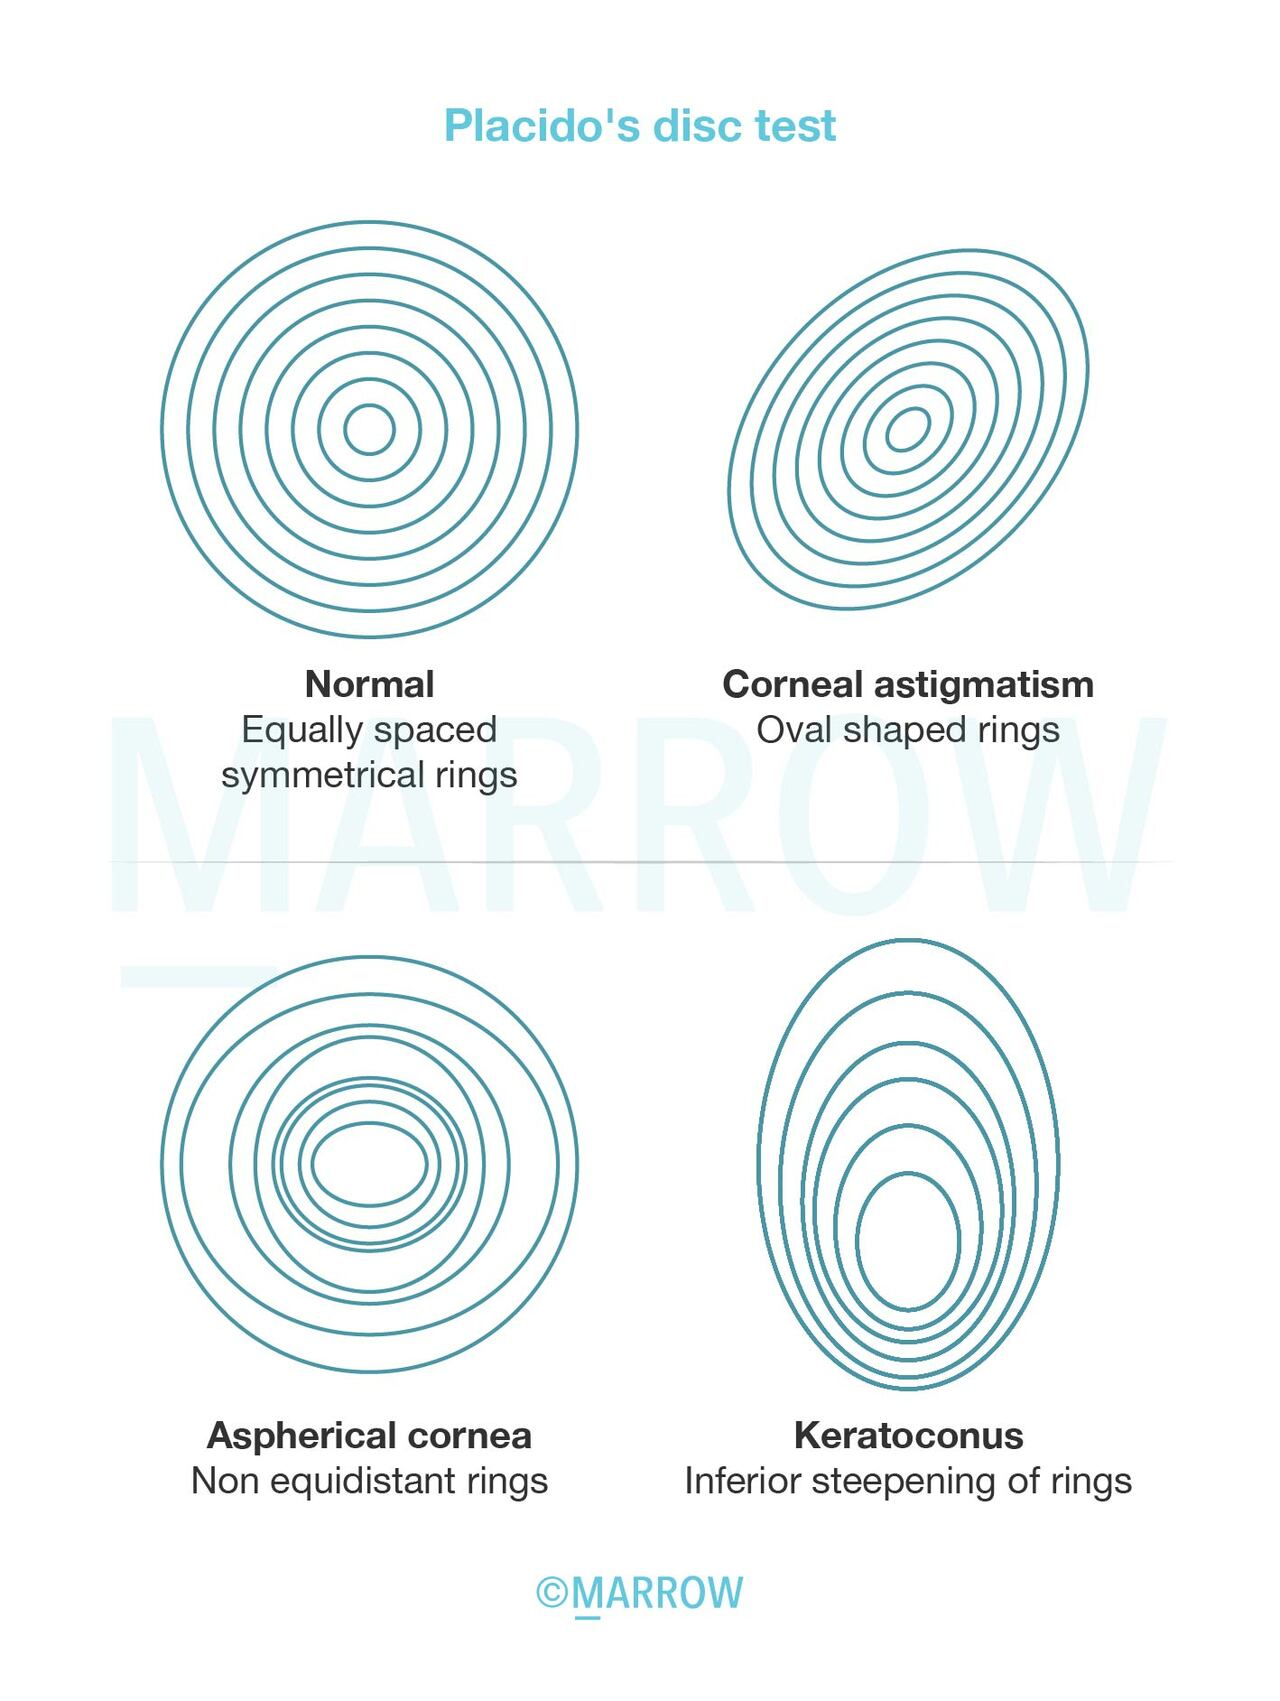 Placido's disc test
Normal
Equally spaced
symmetrical rings
Corneal astigmatism
Oval shaped rings
MARROW
Aspherical cornea
Non equidistant rings
Keratoconus
Inferior steepening of rings
©MARROW